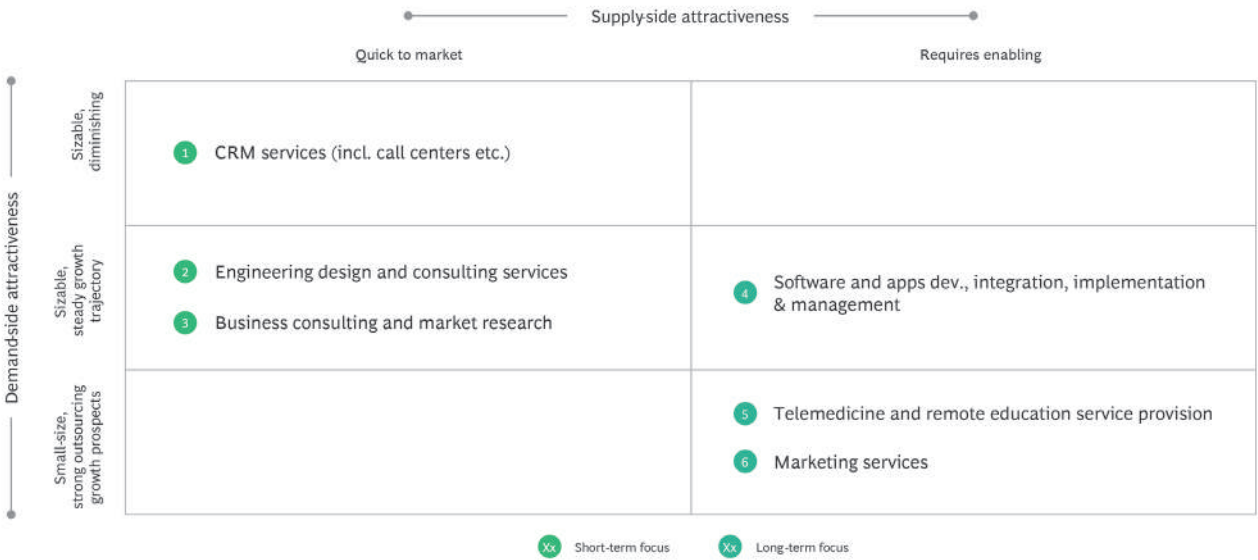 Supply-side attractiveness
Quick to market
Requires enabling
Demand-side attractiveness
Sizable,
diminishing
1 CRM services (incl. call centers etc.)
Sizable,
steady growth
trajectory
2 Engineering design and consulting services
3 Business consulting and market research
4 Software and apps dev., integration, implementation
& management
Small-size,
strong outsourcing
growth prospects
5 Telemedicine and remote education service provision
6 Marketing services
Xx Short-term focus
Xx Long-term focus